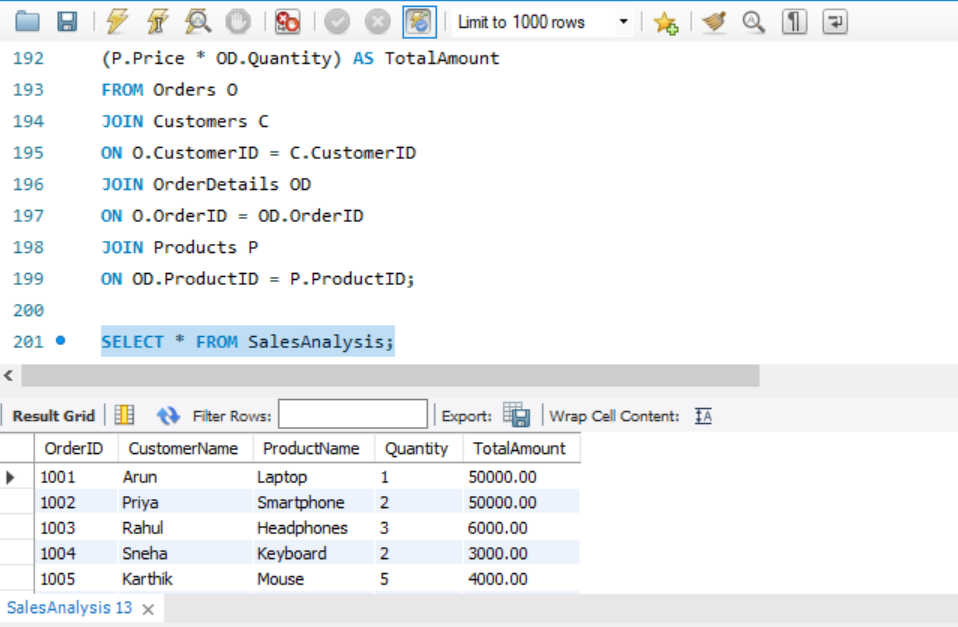 Limit to 1000 rows
192 (P.Price * OD.Quantity) AS TotalAmount
193 FROM Orders O
194 JOIN Customers C
195 ON O.CustomerID = C.CustomerID
196 JOIN OrderDetails OD
197 ON O.OrderID = OD.OrderID
198 JOIN Products P
199 ON OD.ProductID = P.ProductID;
200
201 SELECT * FROM SalesAnalysis;
Result Grid Filter Rows: Export: Wrap Cell Content: IA
OrderID CustomerName ProductName Quantity TotalAmount
1001 Arun Laptop 1 50000.00
1002 Priya Smartphone 2 50000.00
1003 Rahul Headphones 3 6000.00
1004 Sneha Keyboard 2 3000.00
1005 Karthik Mouse 5 4000.00
SalesAnalysis 13